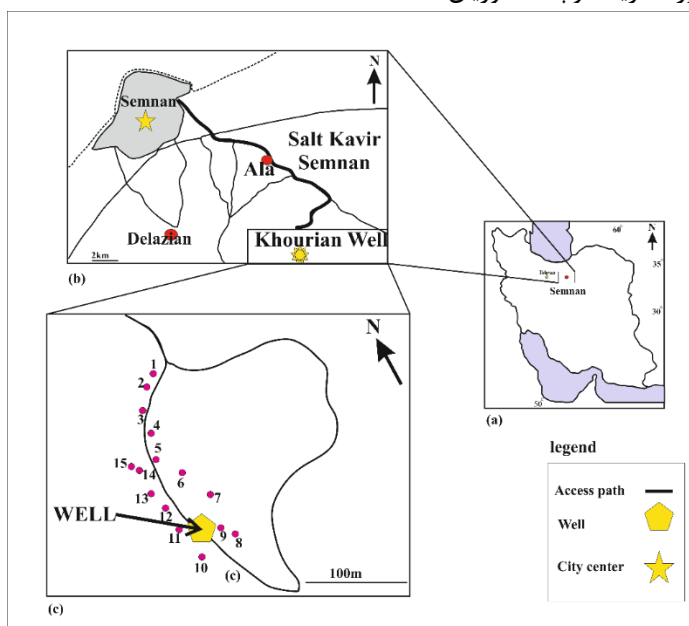 N
Semnan
Salt Kavir
Semnan
Ala
Delazian
Khourian Well
2km
(b)
60°
N
35°
Tehran
Semnan
30°
50°
(a)
N
1
2
3
4
5
15
14
6
13
7
12
WELL
11
9
8
10
(c)
100m
(c)
legend
Access path
Well
City center